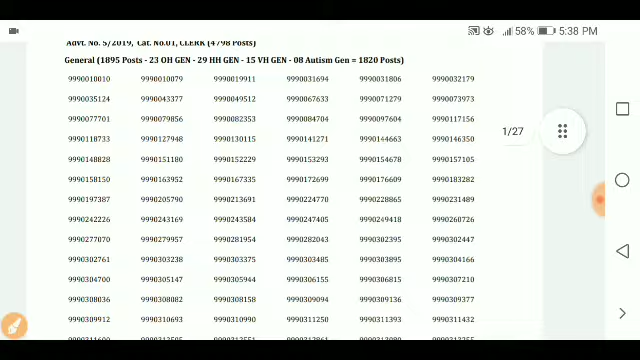 58% 5:38 PM
Advt. No. 5/2019, Cat. No.01, CLERK (4798 Posts)
General (1895 Posts - 23 OH GEN - 29 HH GEN - 15 VH GEN - 08 Autism Gen = 1820 Posts)
9990010010 9990010079 9990019911 9990031694 9990031806 9990032179
9990035124 9990043377 9990049512 9990067633 9990071279 9990073973
9990077701 9990079856 9990082353 9990084704 9990097604 9990117156
1/27
9990118733 9990127948 9990130115 9990141271 9990144663 9990146350
9990148828 9990151180 9990152229 9990153293 9990154678 9990157105
9990158150 9990163952 9990167335 9990172699 9990176609 9990183282
9990197387 9990205790 9990213691 9990224770 9990228865 9990231489
9990242226 9990243169 9990243584 9990247405 9990249418 9990260726
9990277070 9990279957 9990281954 9990282043 9990302395 9990302447
9990302761 9990303238 9990303375 9990303485 9990303895 9990304166
9990304700 9990305147 9990305944 9990306155 9990306815 9990307210
9990308036 9990308082 9990308158 9990309094 9990309136 9990309377
9990309912 9990310693 9990310990 9990311250 9990311393 9990311432